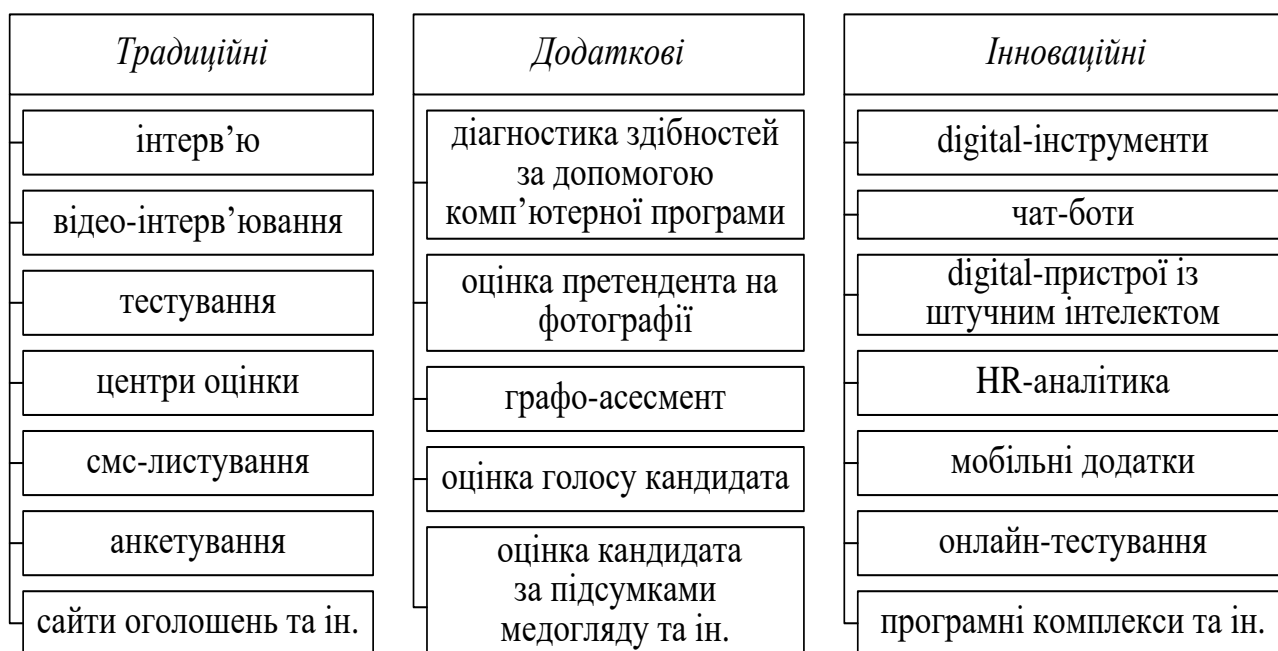 Традиційні
інтерв’ю
відео-інтерв’ювання
тестування
центри оцінки
смс-листування
анкетування
сайти оголошень та ін.
Додаткові
діагностика здібностей
за допомогою
комп’ютерної програми
оцінка претендента на
фотографії
графо-асесмент
оцінка голосу кандидата
оцінка кандидата
за підсумками
медогляду та ін.
Інноваційні
digital-інструменти
чат-боти
digital-пристрої із
штучним інтелектом
HR-аналітика
мобільні додатки
онлайн-тестування
програмні комплекси та ін.